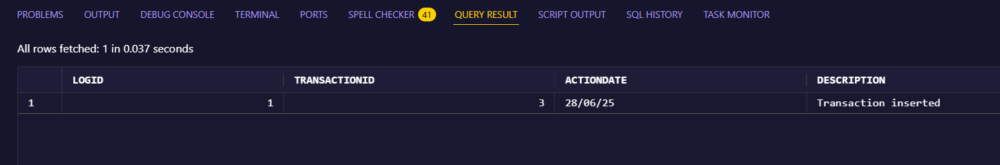 PROBLEMS OUTPUT DEBUG CONSOLE TERMINAL PORTS SPELL CHECKER 41 QUERY RESULT SCRIPT OUTPUT SQL HISTORY TASK MONITOR
All rows fetched: 1 in 0.037 seconds
LOGID TRANSACTIONID ACTIONDATE DESCRIPTION
1 1 3 28/06/25 Transaction inserted